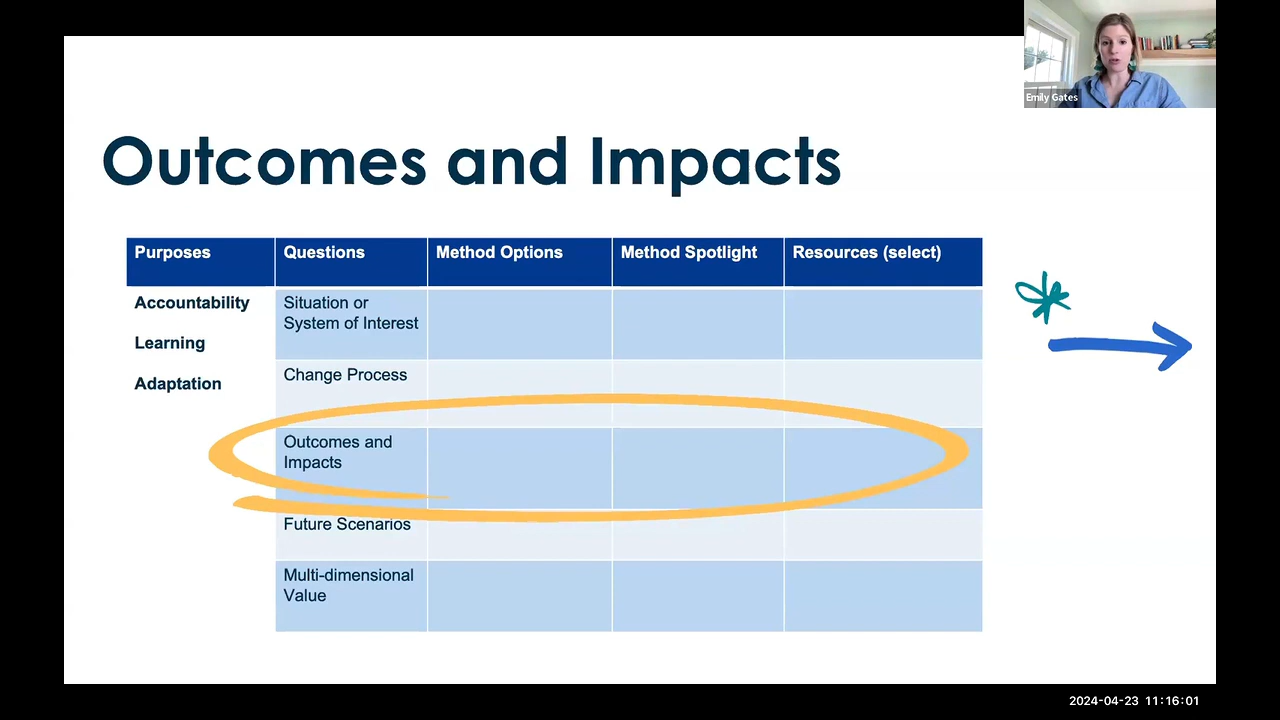 Emily Gates
Outcomes and Impacts
Purposes
Questions
Method Options
Method Spotlight
Resources (select)
Accountability
Learning
Adaptation
Situation or
System of Interest
Change Process
Outcomes and
Impacts
Future Scenarios
Multi-dimensional
Value
2024-04-23 11:16:01